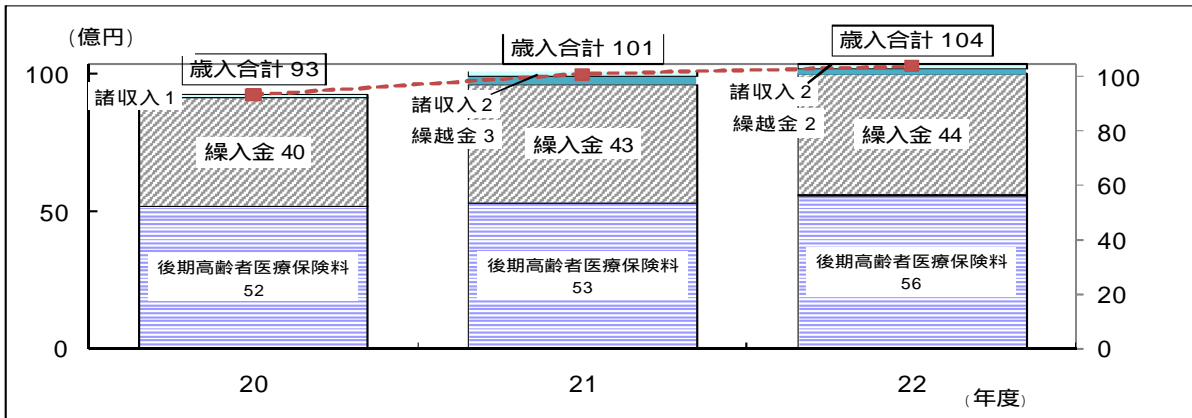 (億円)
歳入合計 93
歳入合計 101
歳入合計 104
100
諸収入 1
諸収入 2
繰越金 3
諸収入 2
繰越金 2
繰入金 40
繰入金 43
繰入金 44
50
0
後期高齢者医療保険料
52
後期高齢者医療保険料
53
後期高齢者医療保険料
56
100
80
60
40
20
0
20
21
22
(年度)